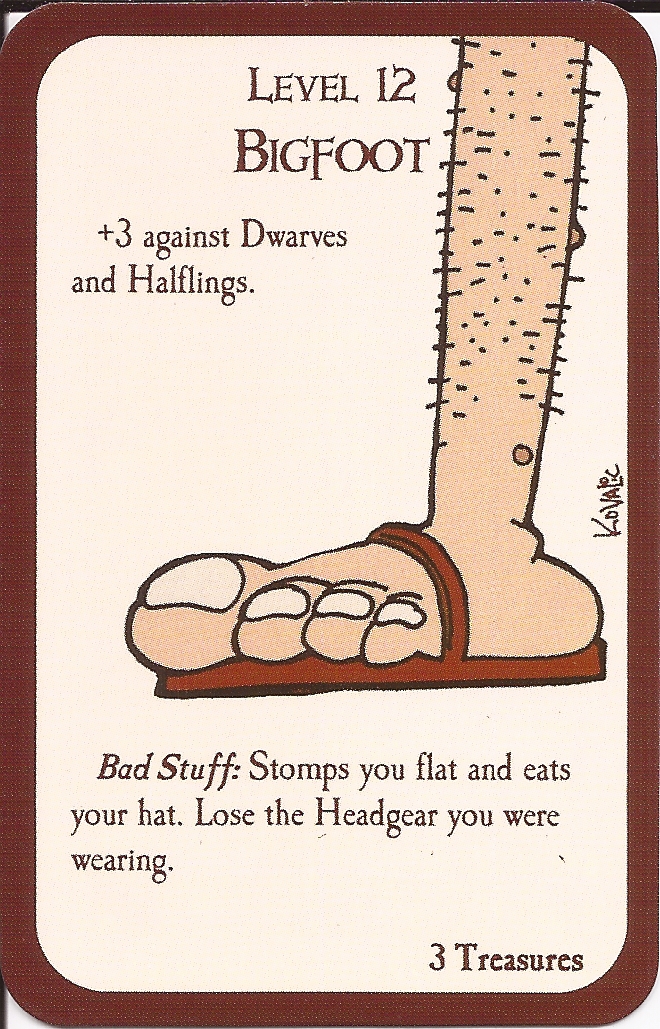 Level 12
Bigfoot
+3 against Dwarves
and Halflings.
Kovalic
Bad Stuff: Stomps you flat and eats
your hat. Lose the Headgear you were
wearing.
3 Treasures